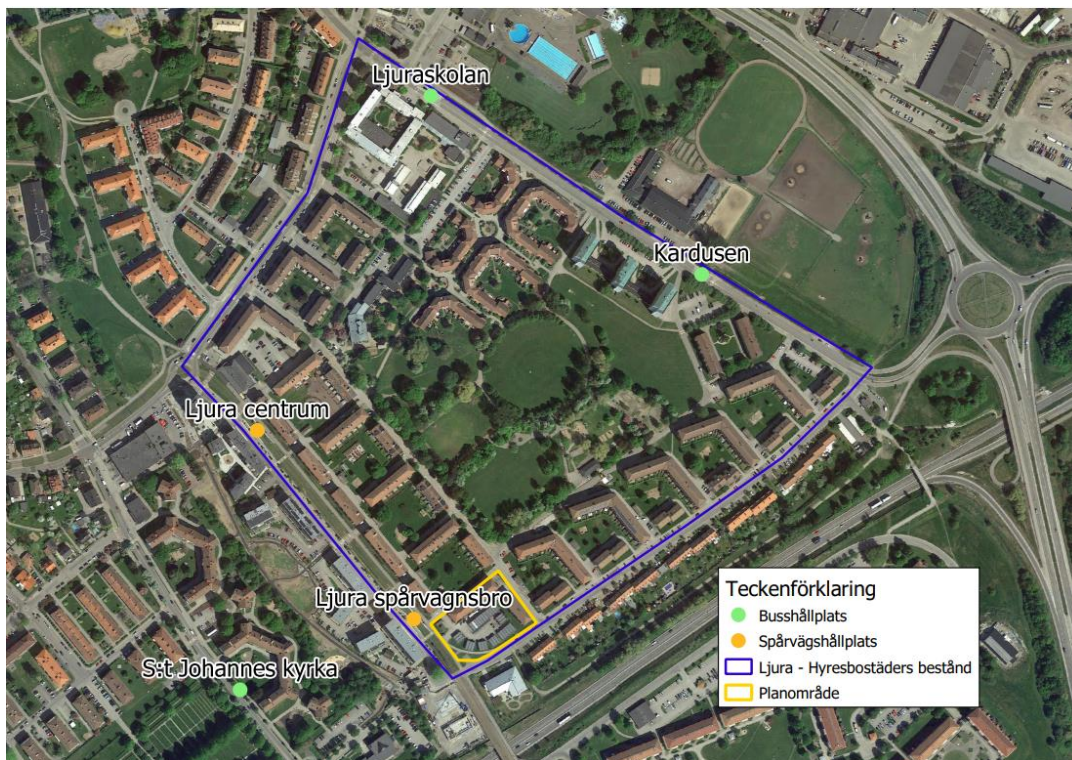 Ljuraskolan
Kardusen
Ljura centrum
Ljura spårvagnsbro
S:t Johannes kyrka
Teckenförklaring
Busshållplats
Spårvägshållplats
Ljura - Hyresbostäders bestånd
Planområde